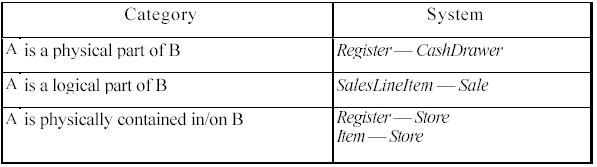 Category System
A is a physical part of B Register — CashDrawer
A is a logical part of B SalesLineItem — Sale
A is physically contained in/on B Register — Store
Item — Store